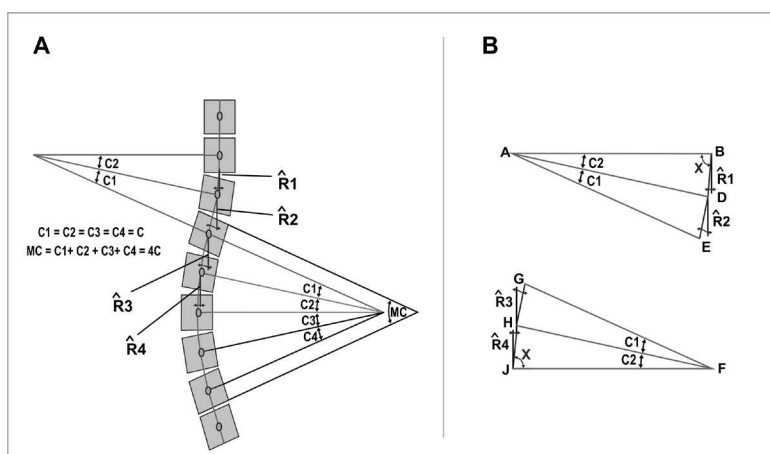 A
C2
C1
R̂1
R̂2
C1 = C2 = C3 = C4 = C
MC = C1+ C2 + C3+ C4 = 4C
C1
C2
C3
C4
MC
R̂3
R̂4
B
A
B
C2
C1
X
R̂1
D
R̂2
E
G
R̂3
H
R̂4
C1
C2
X
J
F